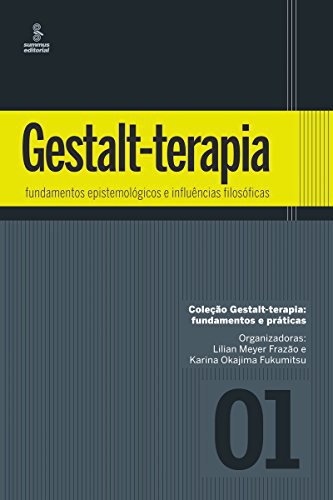 summus
editorial
Gestalt-terapia
fundamentos epistemológicos e influências filosóficas
Coleção Gestalt-terapia:
fundamentos e práticas
Organizadoras:
Lilian Meyer Frazão e
Karina Okajima Fukumitsu
01